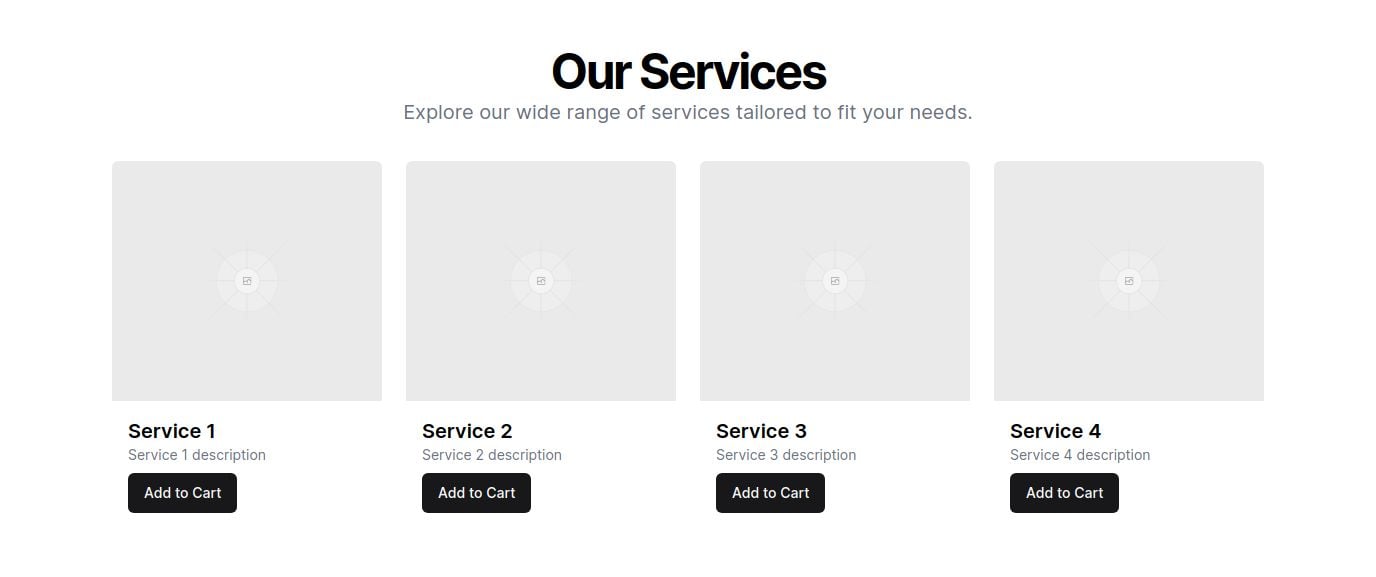 Our Services
Explore our wide range of services tailored to fit your needs.
Service 1
Service 1 description
Add to Cart
Service 2
Service 2 description
Add to Cart
Service 3
Service 3 description
Add to Cart
Service 4
Service 4 description
Add to Cart